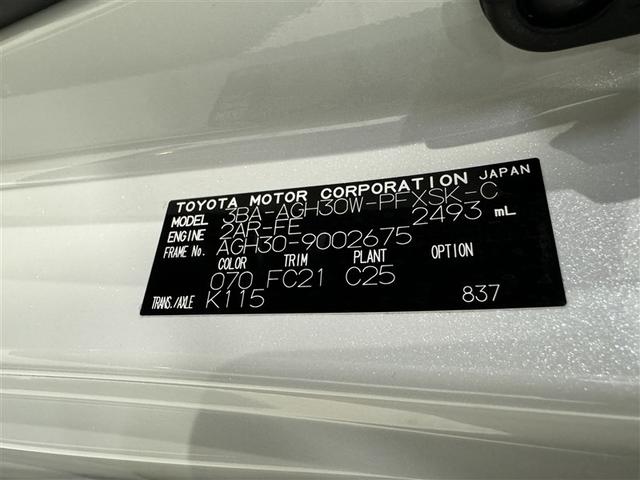 TOYOTA MOTOR CORPORATION JAPAN
MODEL 3BA-AGH30W-PFXSK-C
ENGINE 2AR-FE 2493 mL
FRAME No. AGH30-9002675
COLOR TRIM PLANT OPTION
070 FC21 C25
TRANS./AXLE K115 837